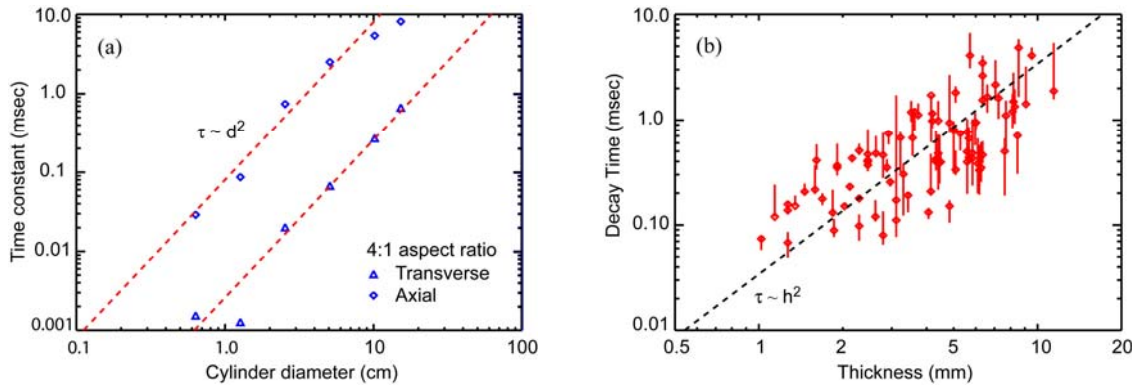 (a)
Time constant (msec)
10.0
1.0
0.1
0.01
0.001
τ ~ d²
4:1 aspect ratio
Transverse
Axial
0.1
1.0
10
100
Cylinder diameter (cm)
(b)
Decay Time (msec)
10.0
1.0
0.10
0.01
τ ~ h²
0.5
1
2
5
10
20
Thickness (mm)